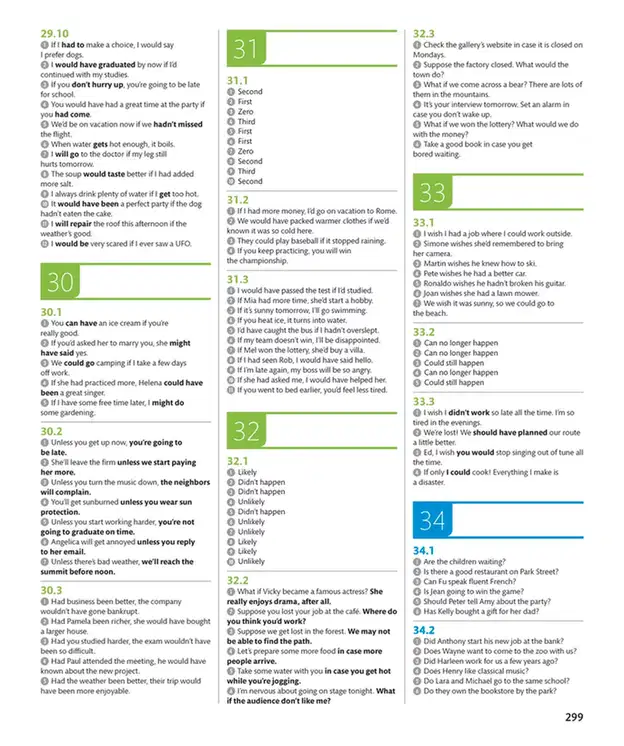 29.10
1 If I had to make a choice, I would say
I prefer dogs.
2 I would have graduated by now if I'd
continued with my studies.
3 If you don't hurry up, you're going to be late
for school.
4 You would have had a great time at the party if
you had come.
5 We'd be on vacation now if we hadn't missed
the flight.
6 When water gets hot enough, it boils.
7 I will go to the doctor if my leg still
hurts tomorrow.
8 The soup would taste better if I had added
more salt.
9 I always drink plenty of water if I get too hot.
10 It would have been a perfect party if the dog
hadn't eaten the cake.
11 I will repair the roof this afternoon if the
weather's good.
12 I would be very scared if I ever saw a UFO.
30
30.1
1 You can have an ice cream if you're
really good.
2 If you'd asked her to marry you, she might
have said yes.
3 We could go camping if I take a few days
off work.
4 If she had practiced more, Helena could have
been a great singer.
5 If I have some free time later, I might do
some gardening.
30.2
1 Unless you get up now, you're going to
be late.
2 She'll leave the firm unless we start paying
her more.
3 Unless you turn the music down, the neighbors
will complain.
4 You'll get sunburned unless you wear sun
protection.
5 Unless you start working harder, you're not
going to graduate on time.
6 Angelica will get annoyed unless you reply
to her email.
7 Unless there's bad weather, we'll reach the
summit before noon.
30.3
1 Had business been better, the company
wouldn't have gone bankrupt.
2 Had Pamela been richer, she would have bought
a larger house.
3 Had you studied harder, the exam wouldn't have
been so difficult.
4 Had Paul attended the meeting, he would have
known about the new project.
5 Had the weather been better, their trip would
have been more enjoyable.
31
31.1
1 Second
2 First
3 Zero
4 Third
5 First
6 First
7 Zero
8 Second
9 Third
10 Second
31.2
1 If I had more money, I'd go on vacation to Rome.
2 We would have packed warmer clothes if we'd
known it was so cold here.
3 They could play baseball if it stopped raining.
4 If you keep practicing, you will win
the championship.
31.3
1 I would have passed the test if I'd studied.
2 If Mia had more time, she'd start a hobby.
3 If it's sunny tomorrow, I'll go swimming.
4 If you heat ice, it turns into water.
5 I'd have caught the bus if I hadn't overslept.
6 If my team doesn't win, I'll be disappointed.
7 If Mel won the lottery, she'd buy a villa.
8 If I had seen Rob, I would have said hello.
9 If I'm late again, my boss will be so angry.
10 If she had asked me, I would have helped her.
11 If you went to bed earlier, you'd feel less tired.
32
32.1
1 Likely
2 Didn't happen
3 Didn't happen
4 Unlikely
5 Didn't happen
6 Unlikely
7 Unlikely
8 Likely
9 Likely
10 Unlikely
32.2
1 What if Vicky became a famous actress? She
really enjoys drama, after all.
2 Suppose you lost your job at the café. Where do
you think you'd work?
3 Suppose we get lost in the forest. We may not
be able to find the path.
4 Let's prepare some more food in case more
people arrive.
5 Take some water with you in case you get hot
while you're jogging.
6 I'm nervous about going on stage tonight. What
if the audience don't like me?
32.3
1 Check the gallery's website in case it is closed on
Mondays.
2 Suppose the factory closed. What would the
town do?
3 What if we come across a bear? There are lots of
them in the mountains.
4 It's your interview tomorrow. Set an alarm in
case you don't wake up.
5 What if we won the lottery? What would we do
with the money?
6 Take a good book in case you get
bored waiting.
33
33.1
1 I wish I had a job where I could work outside.
2 Simone wishes she'd remembered to bring
her camera.
3 Martin wishes he knew how to ski.
4 Pete wishes he had a better car.
5 Ronaldo wishes he hadn't broken his guitar.
6 Joan wishes she had a lawn mower.
7 We wish it was sunny, so we could go to
the beach.
33.2
1 Can no longer happen
2 Can no longer happen
3 Could still happen
4 Can no longer happen
5 Could still happen
33.3
1 I wish I didn't work so late all the time. I'm so
tired in the evenings.
2 We're lost! We should have planned our route
a little better.
3 Ed, I wish you would stop singing out of tune all
the time.
4 If only I could cook! Everything I make is
a disaster.
34
34.1
1 Are the children waiting?
2 Is there a good restaurant on Park Street?
3 Can Fu speak fluent French?
4 Is Jean going to win the game?
5 Should Peter tell Amy about the party?
6 Has Kelly bought a gift for her dad?
34.2
1 Did Anthony start his new job at the bank?
2 Does Wayne want to come to the zoo with us?
3 Did Harleen work for us a few years ago?
4 Does Henry like classical music?
5 Do Lara and Michael go to the same school?
6 Do they own the bookstore by the park?
299